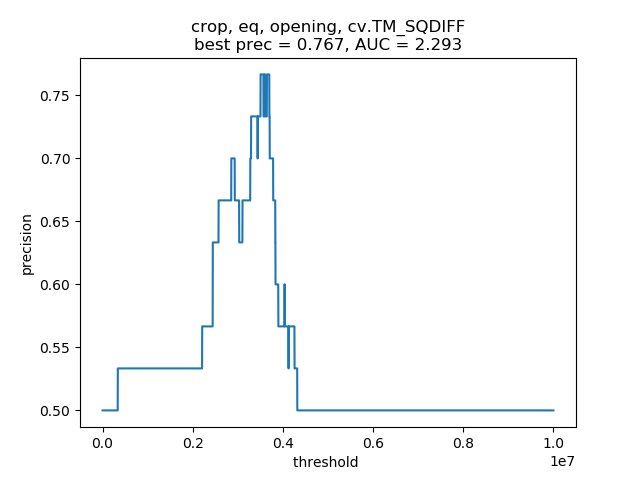 crop, eq, opening, cv.TM_SQDIFF
best prec = 0.767, AUC = 2.293
precision
0.75
0.70
0.65
0.60
0.55
0.50
0.0 0.2 0.4 0.6 0.8 1.0
threshold 1e7